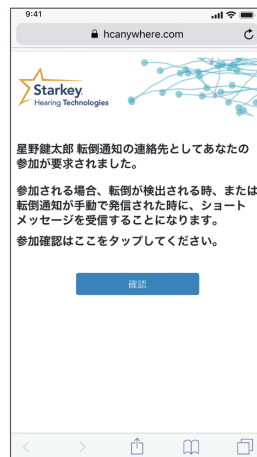 9:41
hcanywhere.com
Starkey
Hearing Technologies
星野鍵太郎 転倒通知の連絡先としてあなたの
参加が要求されました。
参加される場合、転倒が検出される時、または
転倒通知が手動で発信された時に、ショート
メッセージを受信することになります。
参加確認はここをタップしてください。
確認